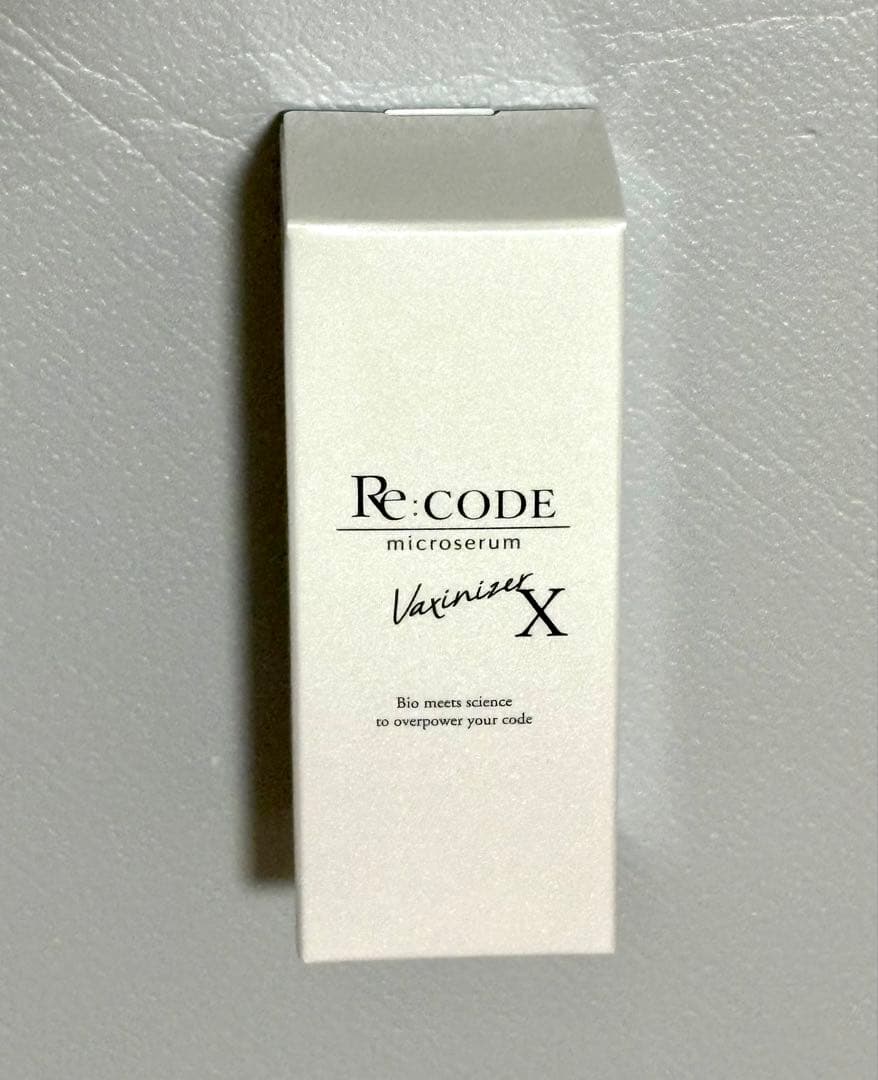 Re:CODE
microserum
Vaxinizer X
Bio meets science
to overpower your code